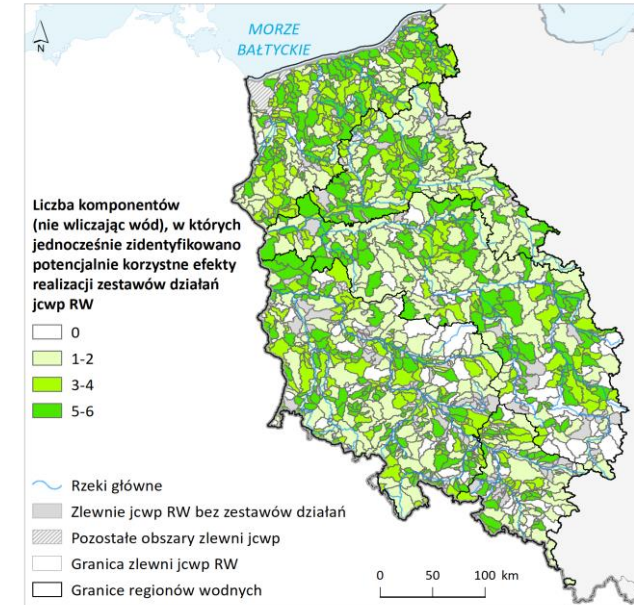 N
MORZE
BAŁTYCKIE
Liczba komponentów
(nie wliczając wód), w których
jednocześnie zidentyfikowano
potencjalnie korzystne efekty
realizacji zestawów działań
jcwp RW
0
1-2
3-4
5-6
Rzeki główne
Zlewnie jcwp RW bez zestawów działań
Pozostałe obszary zlewni jcwp
Granica zlewni jcwp RW
Granice regionów wodnych
0 50 100 km